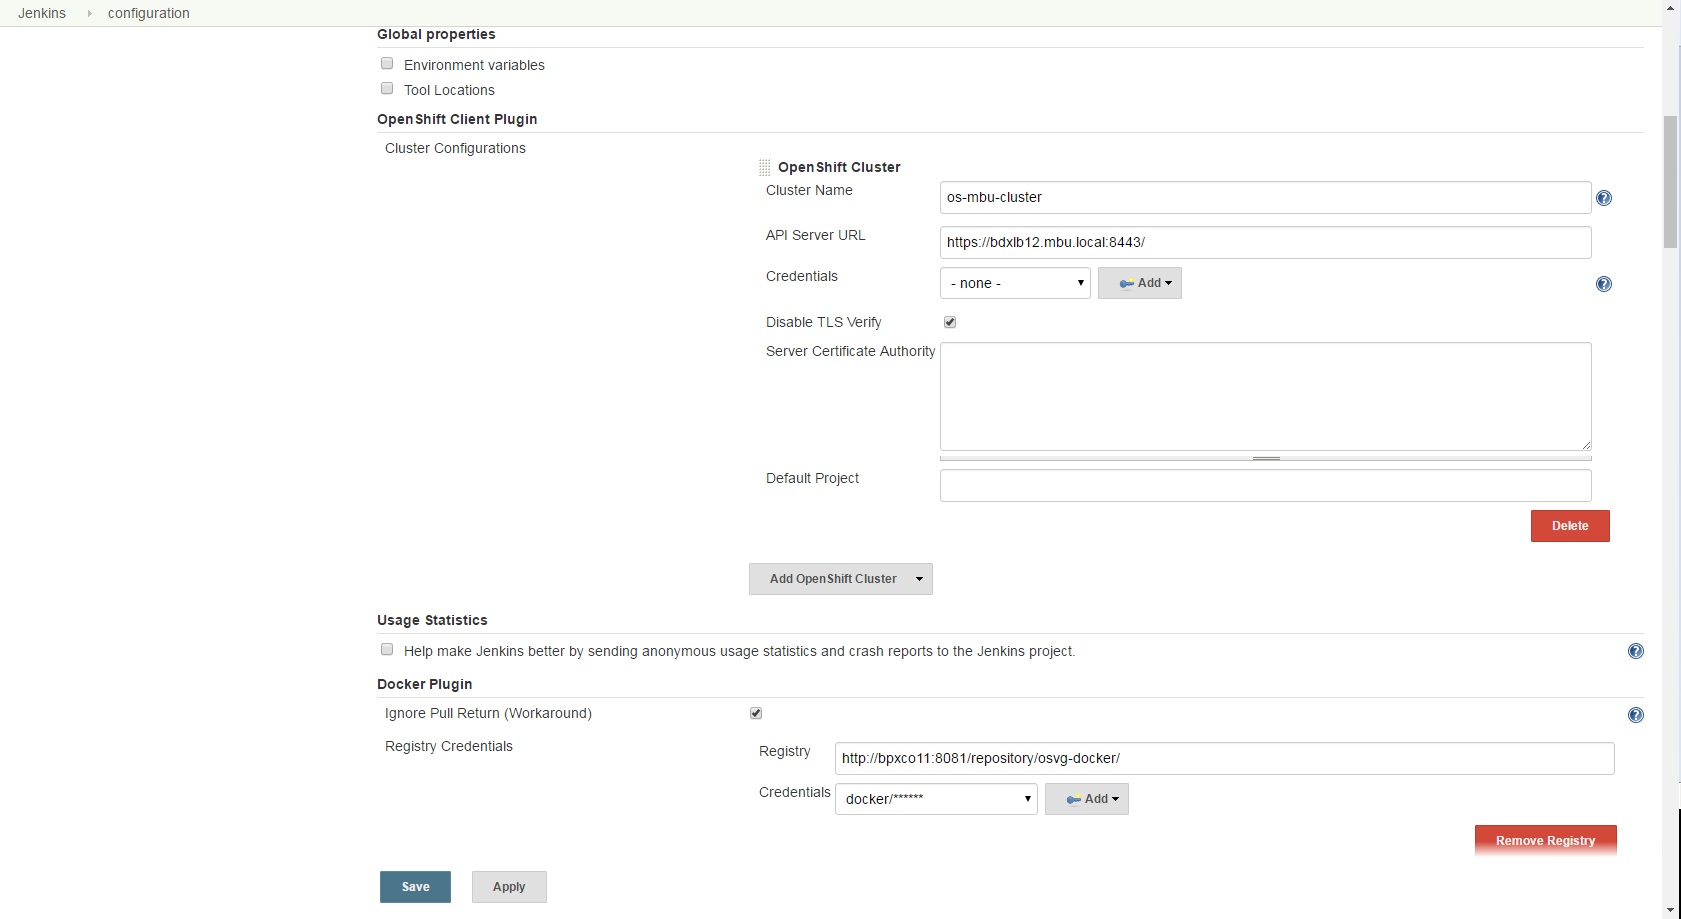 Jenkins configuration
Global properties
Environment variables
Tool Locations
OpenShift Client Plugin
Cluster Configurations
OpenShift Cluster
Cluster Name os-mbu-cluster
API Server URL https://bdxlb12.mbu.local:8443/
Credentials - none - Add
Disable TLS Verify
Server Certificate Authority
Default Project
Delete
Add OpenShift Cluster
Usage Statistics
Help make Jenkins better by sending anonymous usage statistics and crash reports to the Jenkins project.
Docker Plugin
Ignore Pull Return (Workaround)
Registry Credentials
Registry http://bpxco11:8081/repository/osvg-docker/
Credentials docker/****** Add
Remove Registry
Save Apply